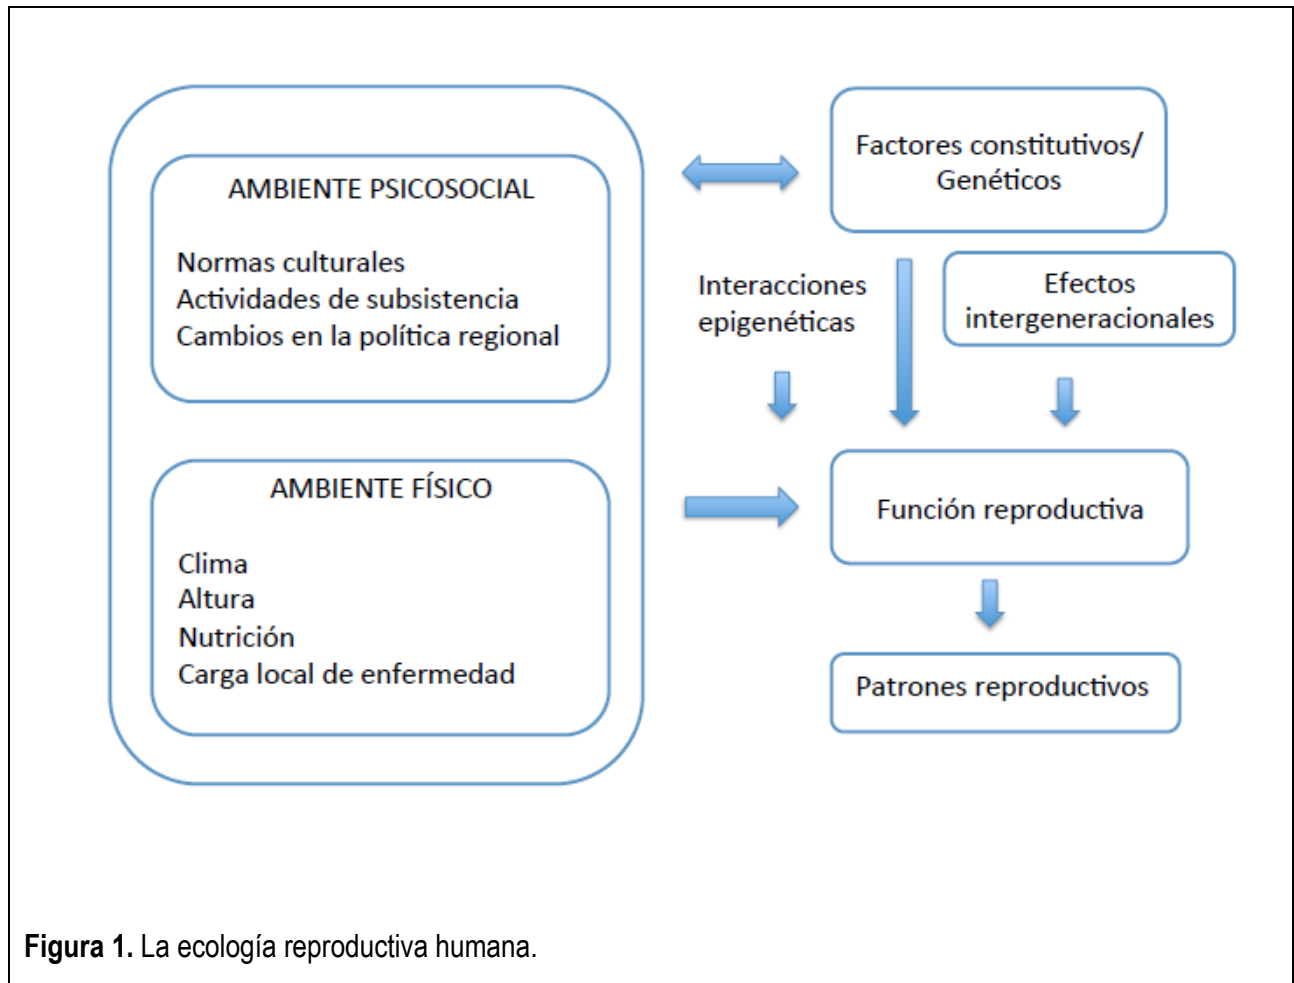 AMBIENTE PSICOSOCIAL
Normas culturales
Actividades de subsistencia
Cambios en la política regional
AMBIENTE FÍSICO
Clima
Altura
Nutrición
Carga local de enfermedad
Factores constitutivos/
Genéticos
Interacciones
epigenéticas
Efectos
intergeneracionales
Función reproductiva
Patrones reproductivos
Figura 1. La ecología reproductiva humana.